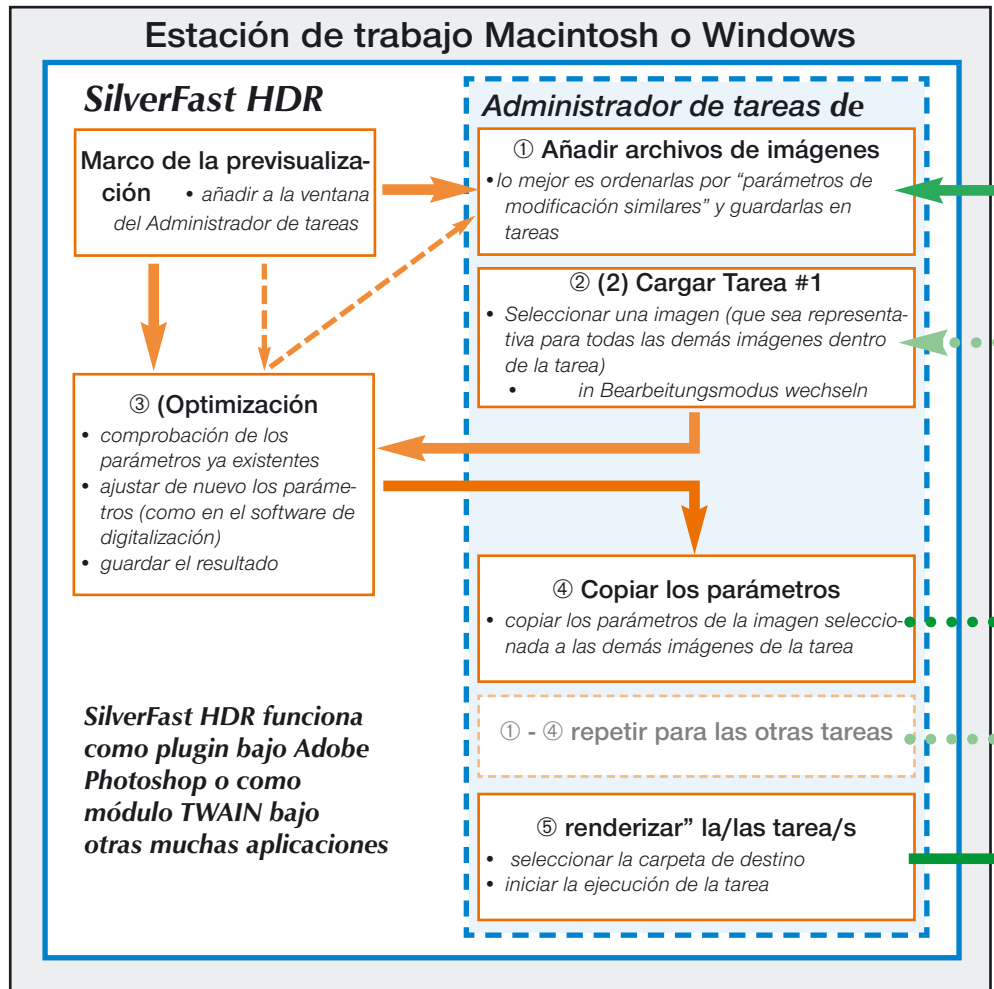 Estación de trabajo Macintosh o Windows
SilverFast HDR
Marco de la previsualiza-
ción • añadir a la ventana
del Administrador de tareas
③ (Optimización
• comprobación de los
parámetros ya existentes
• ajustar de nuevo los paráme-
tros (como en el software de
digitalización)
• guardar el resultado
SilverFast HDR funciona
como plugin bajo Adobe
Photoshop o como
módulo TWAIN bajo
otras muchas aplicaciones
Administrador de tareas de
① Añadir archivos de imágenes
•lo mejor es ordenarlas por “parámetros de
modificación similares” y guardarlas en
tareas
② (2) Cargar Tarea #1
• Seleccionar una imagen (que sea representa-
tiva para todas las demás imágenes dentro
de la tarea)
• in Bearbeitungsmodus wechseln
④ Copiar los parámetros
• copiar los parámetros de la imagen seleccio-
nada a las demás imágenes de la tarea
① - ④ repetir para las otras tareas
⑤ renderizar” la/las tarea/s
• seleccionar la carpeta de destino
• iniciar la ejecución de la tarea